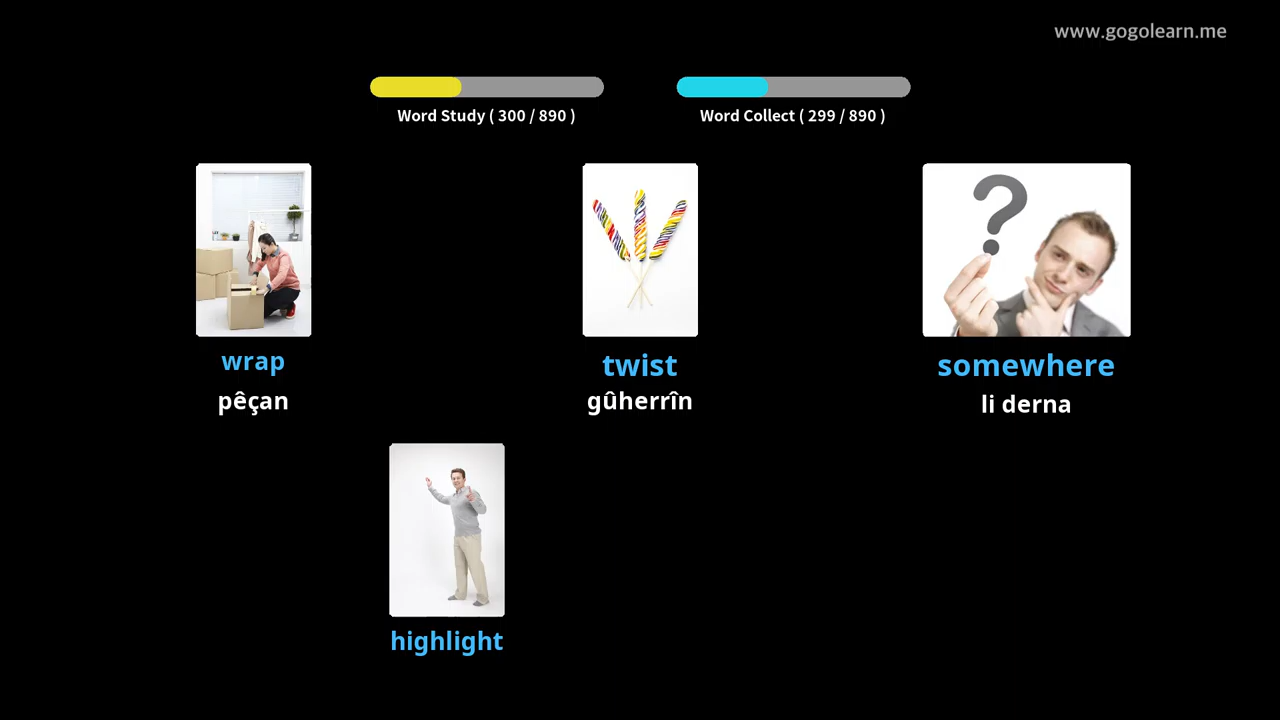 www.gogolearn.me
Word Study ( 300 / 890 )
Word Collect ( 299 / 890 )
wrap
pêçan
twist
gûherrîn
somewhere
li derna
highlight